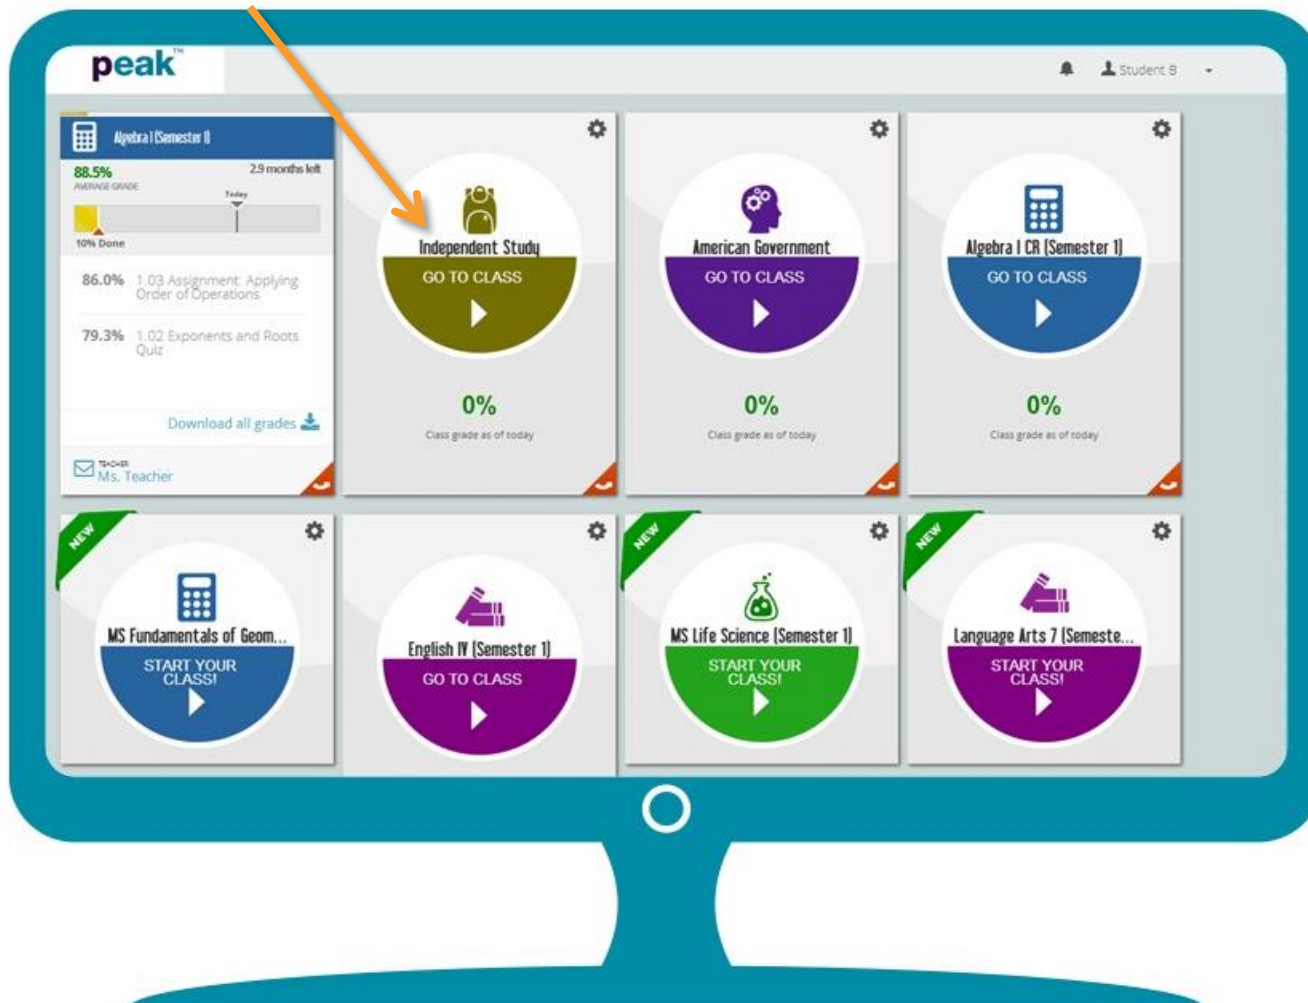 peak™
Student B
Algebra I (Semester I)
88.5%
2.9 months left
AVERAGE GRADE
Today
10% Done
86.0% 1.03 Assignment: Applying
Order of Operations
79.3% 1.02 Exponents and Roots
Quiz
Download all grades
TEACHER
Ms. Teacher
Independent Study
GO TO CLASS
0%
Class grade as of today
American Government
GO TO CLASS
0%
Class grade as of today
Algebra I CR (Semester 1)
GO TO CLASS
0%
Class grade as of today
NEW
MS Fundamentals of Geom...
START YOUR
CLASS!
English IV (Semester 1)
GO TO CLASS
NEW
MS Life Science (Semester 1)
START YOUR
CLASS!
NEW
Language Arts 7 (Semeste...
START YOUR
CLASS!